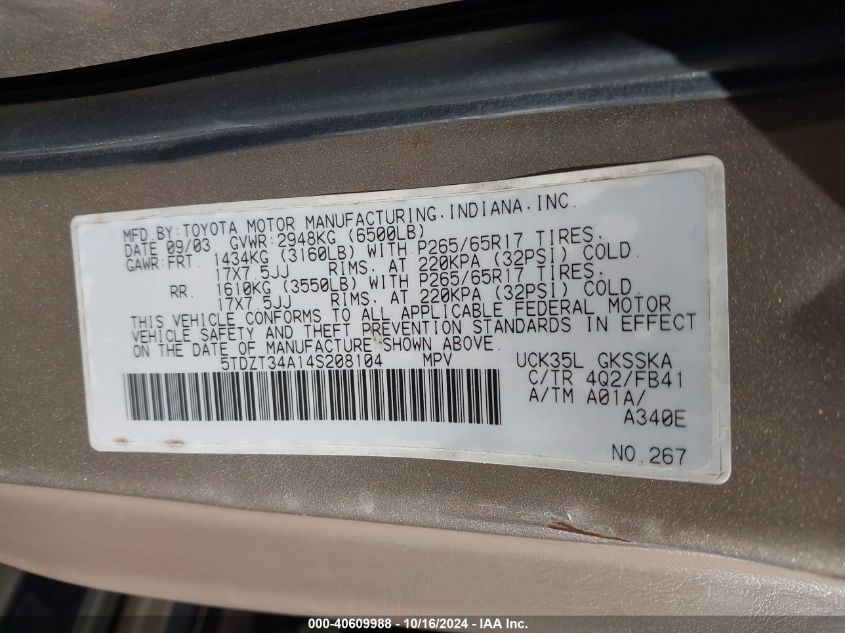 MFD.BY:TOYOTA MOTOR MANUFACTURING,INDIANA,INC.
DATE 09/03 GVWR:2948KG (6500LB)
GAWR:FRT 1434KG (3160LB) WITH P265/65R17 TIRES.
17X7.5JJ RIMS. AT 220KPA (32PSI) COLD.
RR. 1610KG (3550LB) WITH P265/65R17 TIRES.
17X7.5JJ RIMS. AT 220KPA (32PSI) COLD.
THIS VEHICLE CONFORMS TO ALL APPLICABLE FEDERAL MOTOR
VEHICLE SAFETY AND THEFT PREVENTION STANDARDS IN EFFECT
ON THE DATE OF MANUFACTURE SHOWN ABOVE.
5TDZT34A14S208104 MPV UCK35L GKSSKA
C/TR 4Q2/FB41
A/TM A01A/
A340E
NO.267
000-40609988 - 10/16/2024 - IAA Inc.